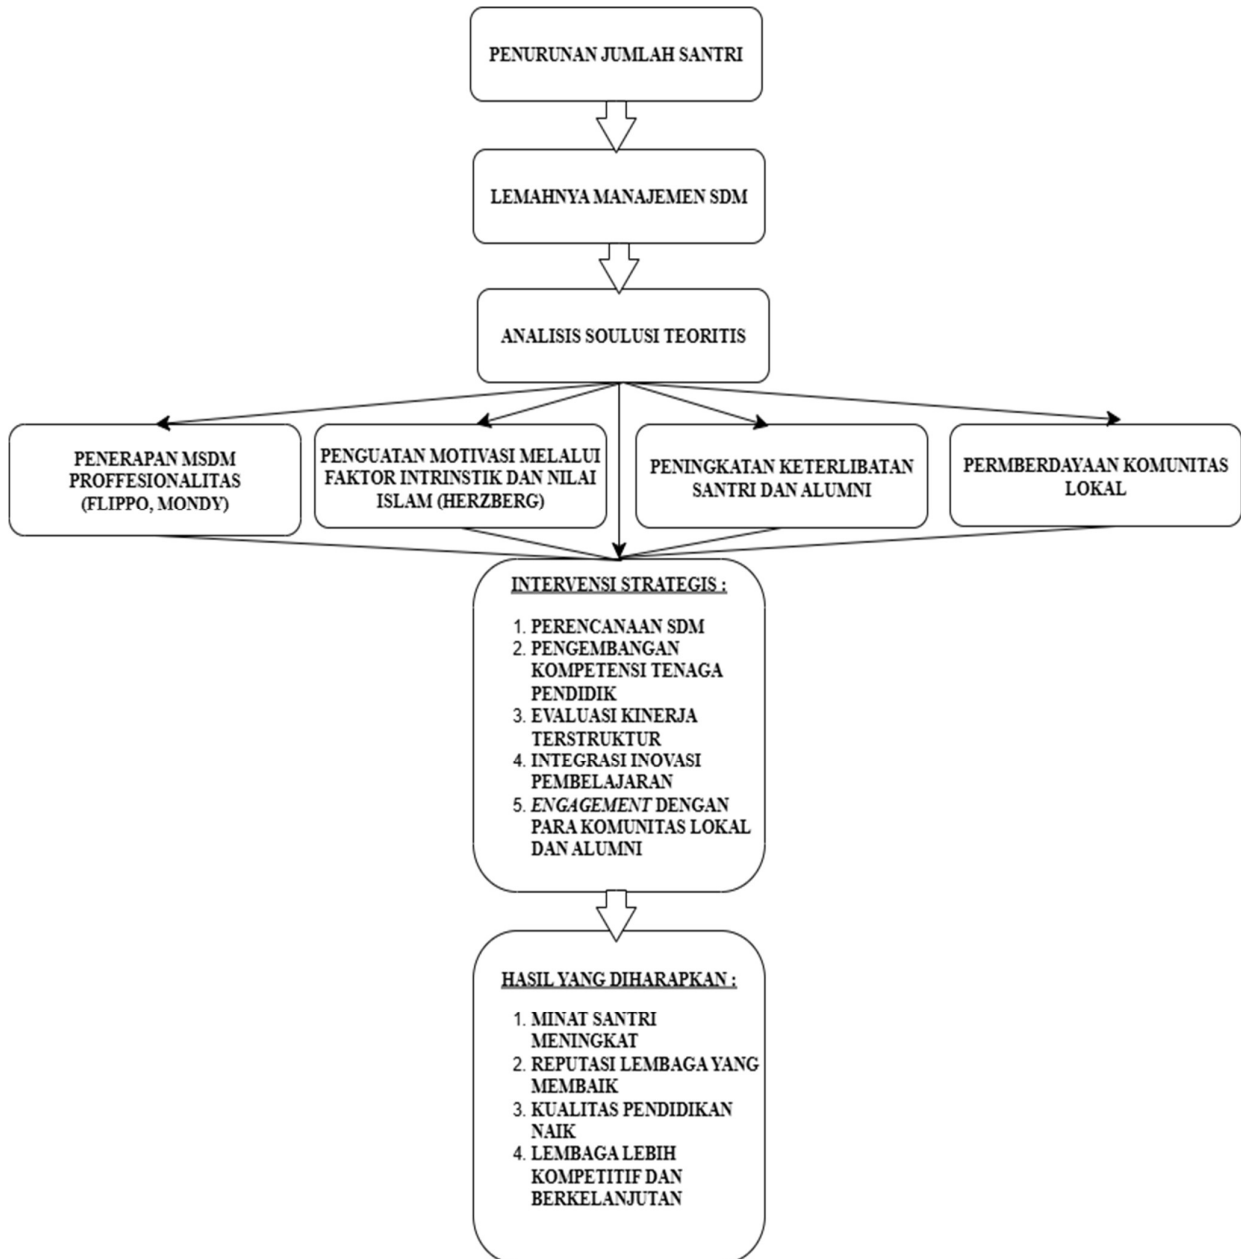 PENURUNAN JUMLAH SANTRI
LEMAHNYA MANAJEMEN SDM
ANALISIS SOULUSI TEORITIS
PENERAPAN MSDM
PROFFESIONALITAS
(FLIPPO, MONDY)
PENGUATAN MOTIVASI MELALUI
FAKTOR INTRINSTIK DAN NILAI
ISLAM (HERZBERG)
PENINGKATAN KETERLIBATAN
SANTRI DAN ALUMNI
PERMBERDAYAAN KOMUNITAS
LOKAL
INTERVENSI STRATEGIS :
1. PERENCANAAN SDM
2. PENGEMBANGAN
KOMPETENSI TENAGA
PENDIDIK
3. EVALUASI KINERJA
TERSTRUKTUR
4. INTEGRASI INOVASI
PEMBELAJARAN
5. ENGAGEMENT DENGAN
PARA KOMUNITAS LOKAL
DAN ALUMNI
HASIL YANG DIHARAPKAN :
1. MINAT SANTRI
MENINGKAT
2. REPUTASI LEMBAGA YANG
MEMBAIK
3. KUALITAS PENDIDIKAN
NAIK
4. LEMBAGA LEBIH
KOMPETITIF DAN
BERKELANJUTAN